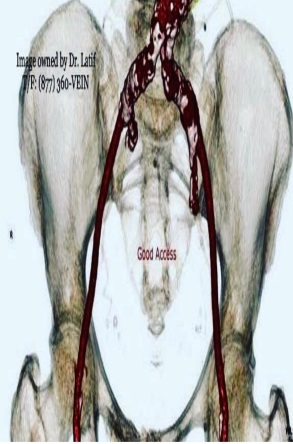 Image owned by Dr. Latif
T/F: (877) 360-VEIN
Good Access